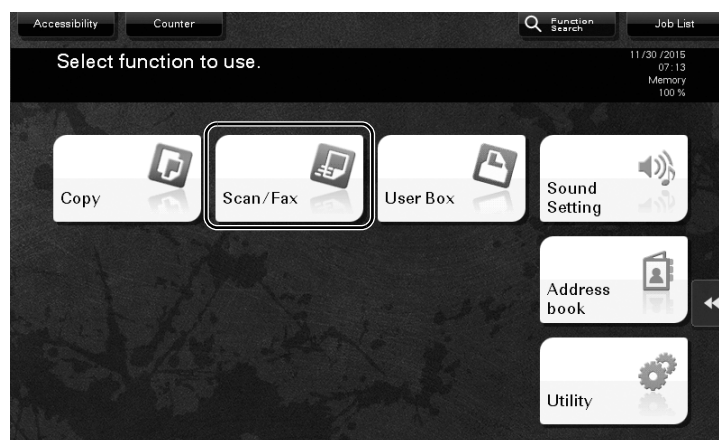 Accessibility
Counter
Function
Search
Job List
Select function to use.
11/30 /2015
07:13
Memory
100 %
Copy
Scan/Fax
User Box
Sound
Setting
Address
book
Utility